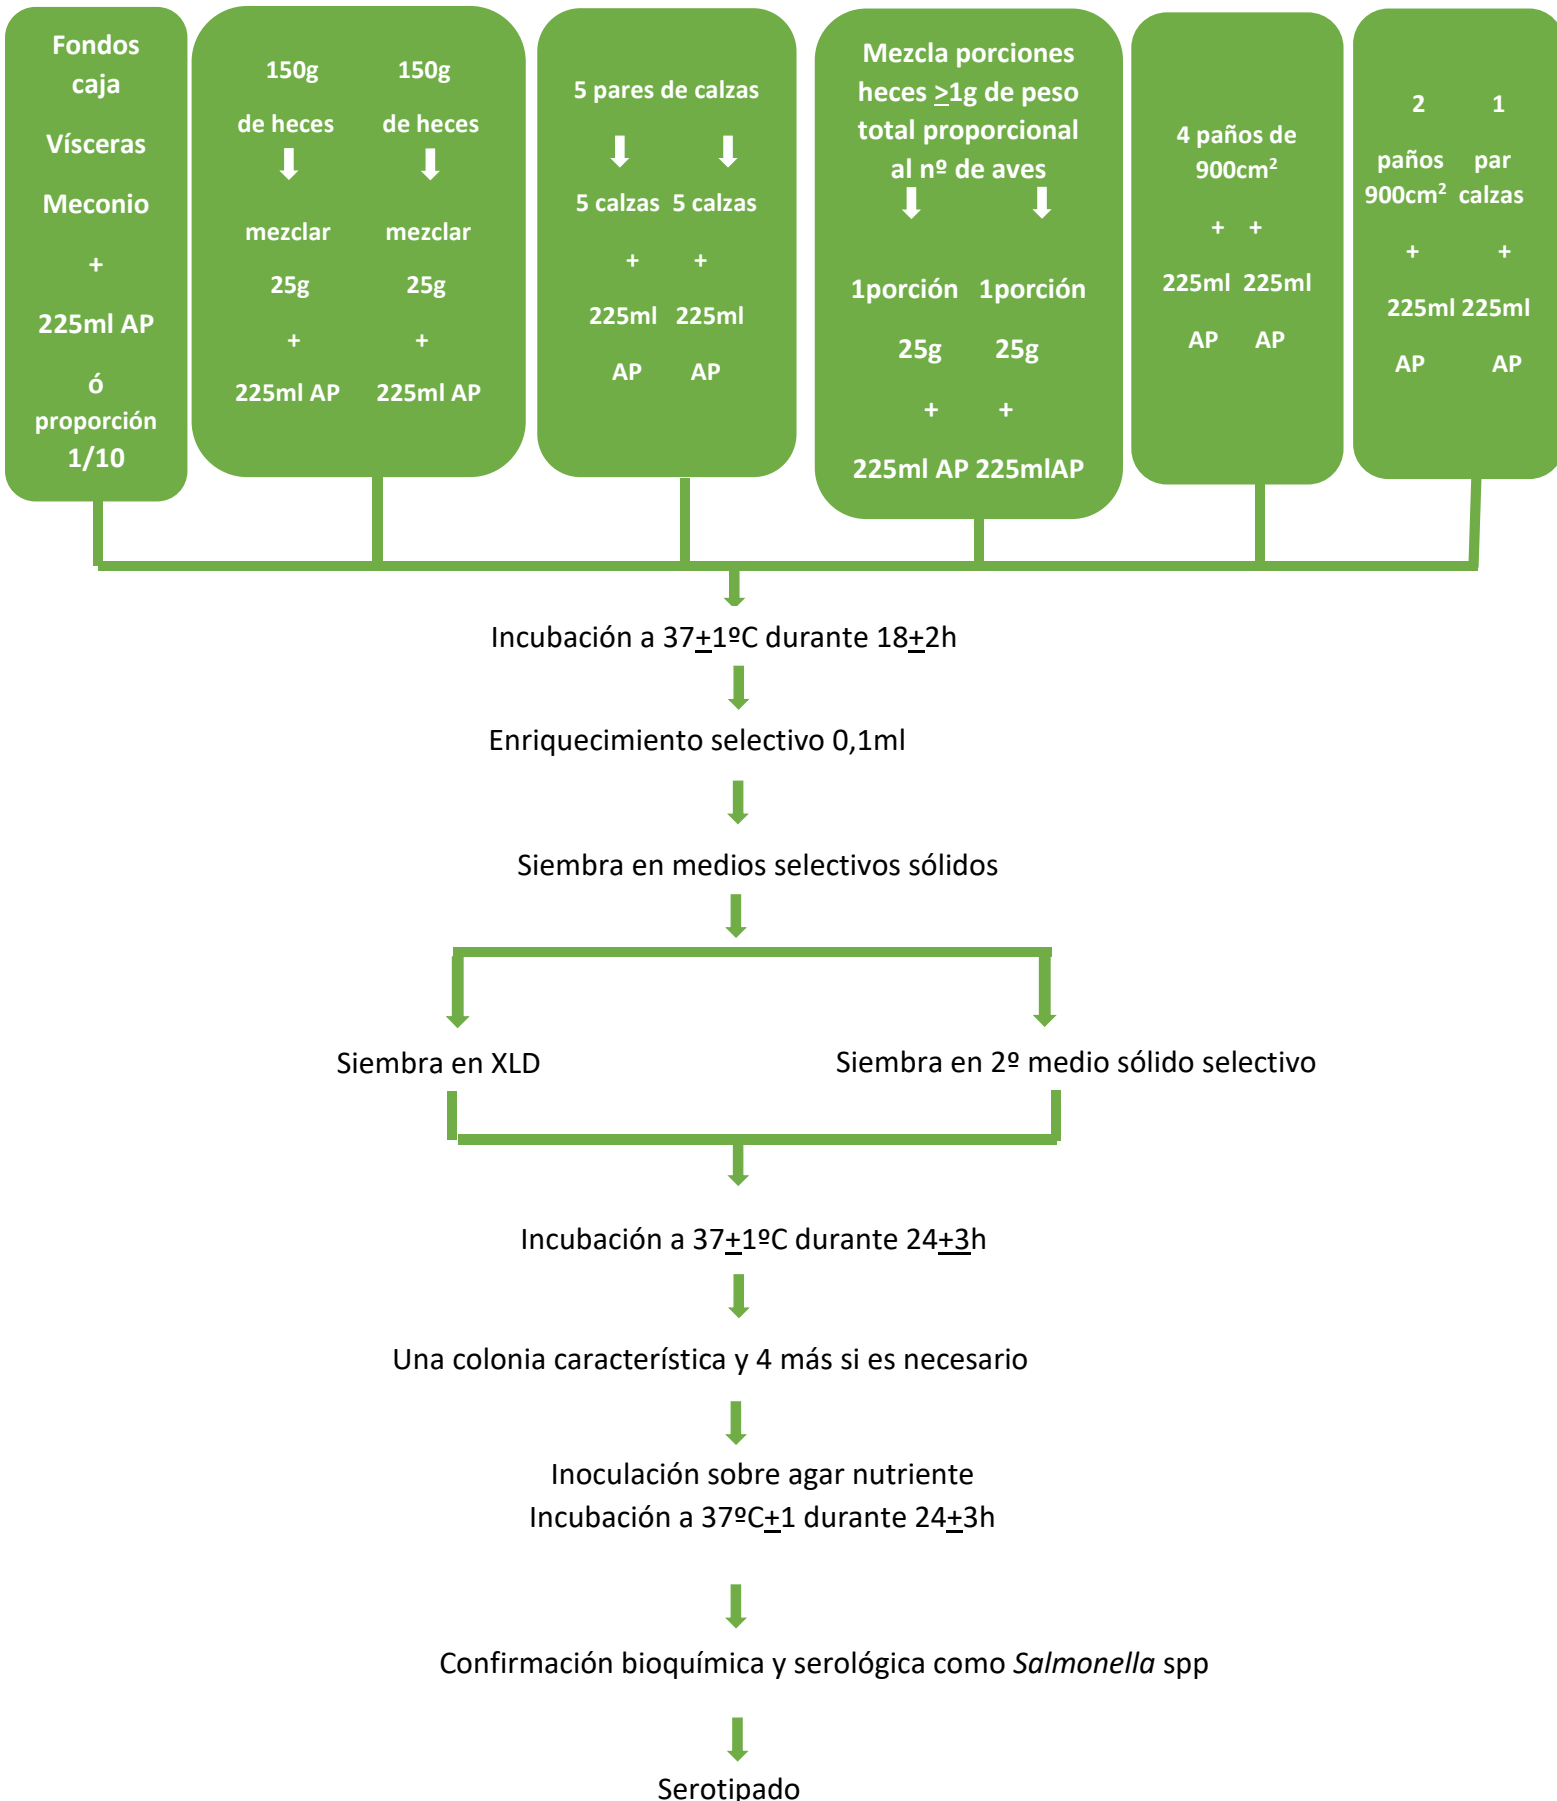 Fondos
caja
Vísceras
Meconio
+
225ml AP
ó
proporción
1/10
150g 150g
de heces de heces
mezclar mezclar
25g 25g
+ +
225ml AP 225ml AP
5 pares de calzas
5 calzas 5 calzas
+ +
225ml 225ml
AP AP
Mezcla porciones
heces ≥1g de peso
total proporcional
al nº de aves
1porción 1porción
25g 25g
+ +
225ml AP 225mlAP
4 paños de
900cm²
+ +
225ml 225ml
AP AP
2 1
paños par
900cm² calzas
+ +
225ml 225ml
AP AP
Incubación a 37±1ºC durante 18±2h
Enriquecimiento selectivo 0,1ml
Siembra en medios selectivos sólidos
Siembra en XLD Siembra en 2º medio sólido selectivo
Incubación a 37±1ºC durante 24±3h
Una colonia característica y 4 más si es necesario
Inoculación sobre agar nutriente
Incubación a 37ºC±1 durante 24±3h
Confirmación bioquímica y serológica como Salmonella spp
Serotipado